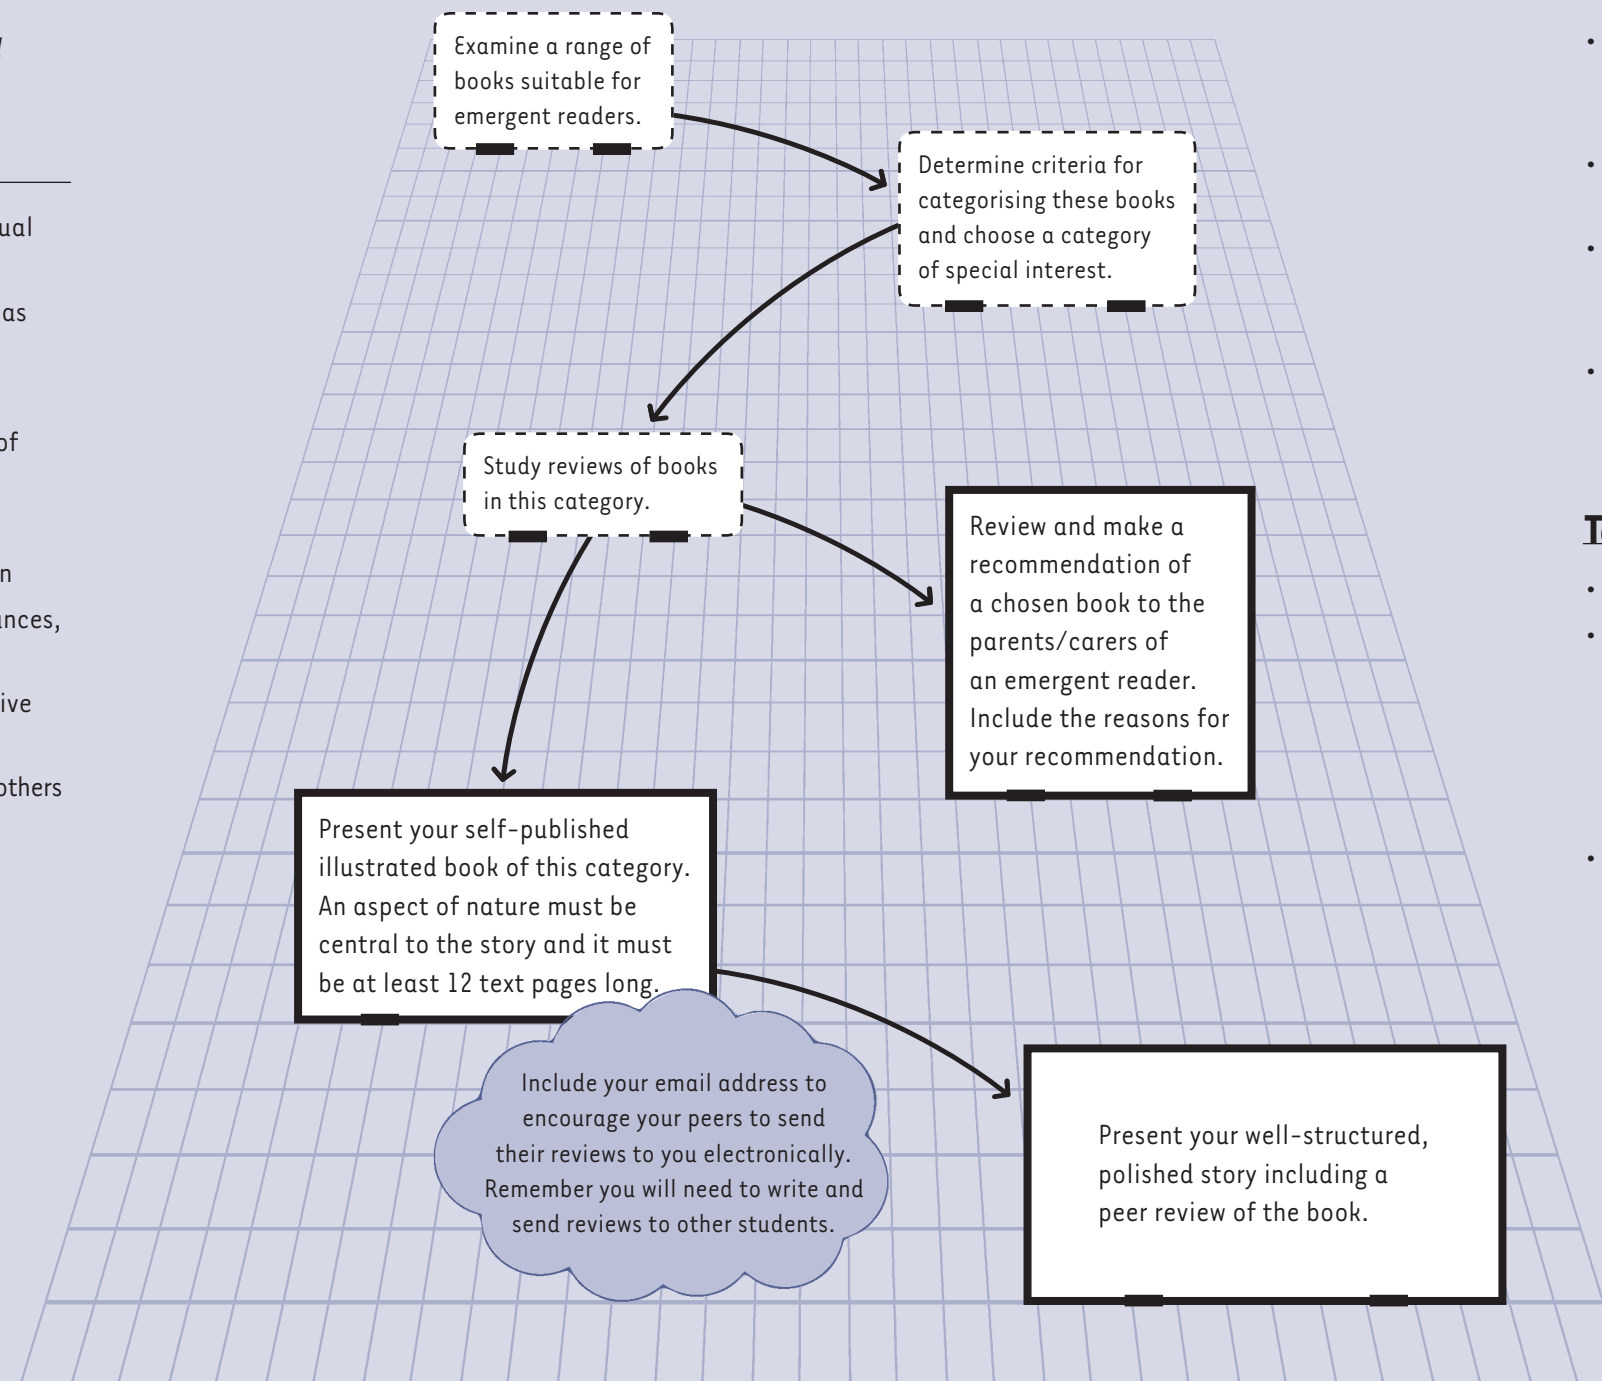 Examine a range of
books suitable for
emergent readers.
Determine criteria for
categorising these books
and choose a category
of special interest.
Study reviews of books
in this category.
Review and make a
recommendation of
a chosen book to the
parents/carers of
an emergent reader.
Include the reasons for
your recommendation.
Present your self-published
illustrated book of this category.
An aspect of nature must be
central to the story and it must
be at least 12 text pages long.
Include your email address to
encourage your peers to send
their reviews to you electronically.
Remember you will need to write and
send reviews to other students.
Present your well-structured,
polished story including a
peer review of the book.
as
of
others